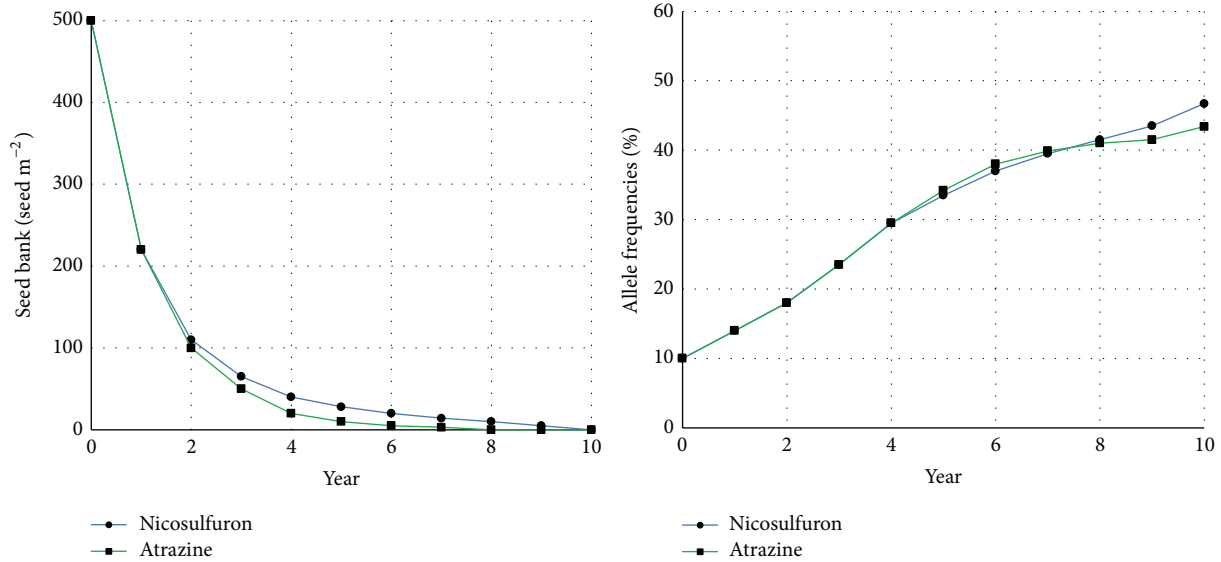 500
400
300
200
100
0
Seed bank (seed m⁻²)
0 2 4 6 8 10
Year
Nicosulfuron
Atrazine
60
50
40
30
20
10
0
Allele frequencies (%)
0 2 4 6 8 10
Year
Nicosulfuron
Atrazine